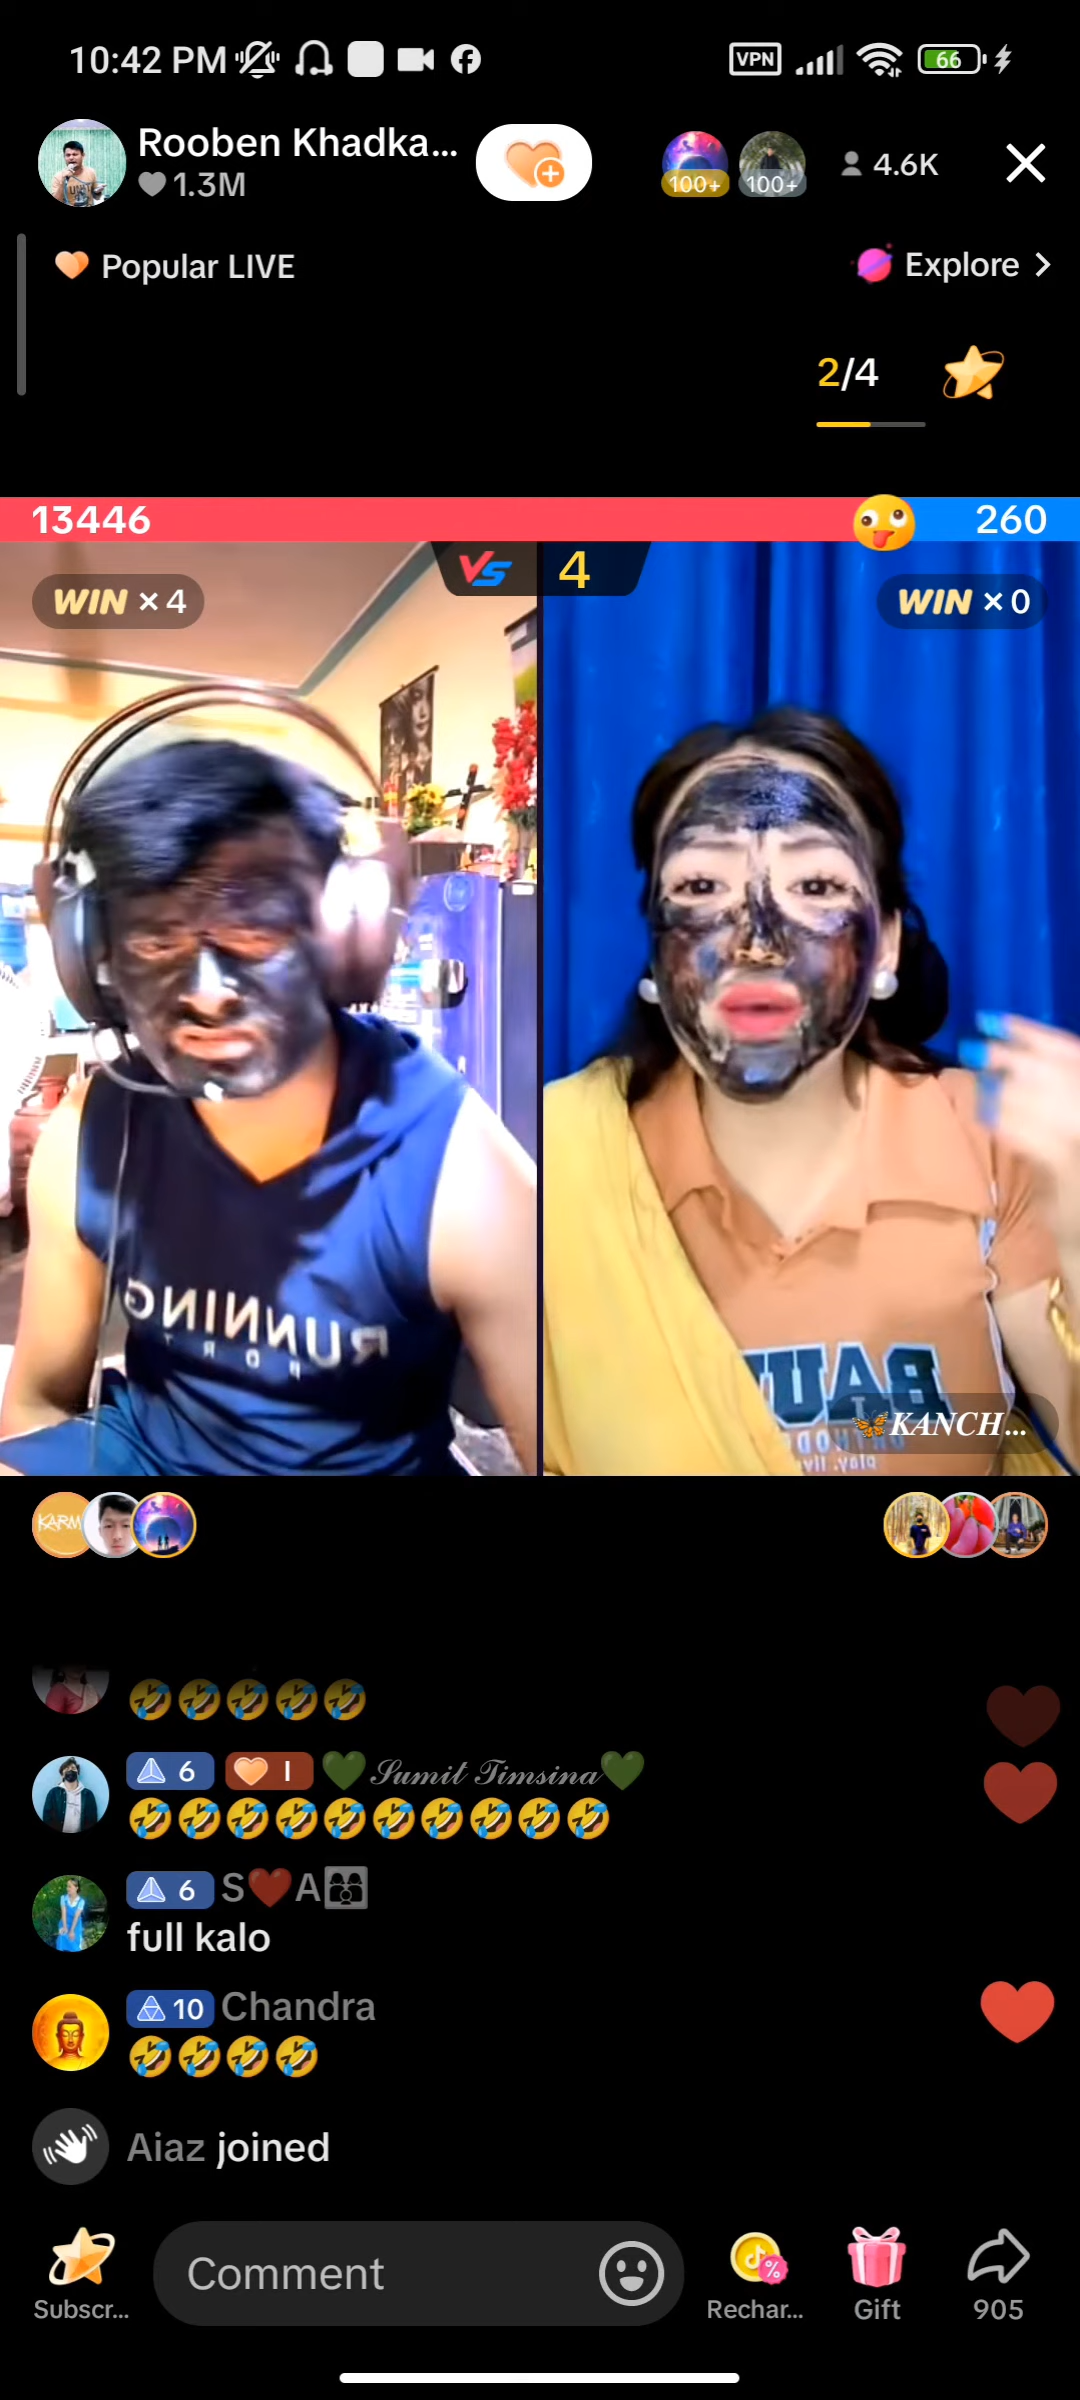 10:42 PM
VPN
66
Rooben Khadka...
1.3M
100+
100+
4.6K
Popular LIVE
Explore
2/4
13446
260
VS
4
WIN × 4
WIN × 0
RUNNING
KANCH...
KARM
6 I 💚Sumit Timsina💚
🤣🤣🤣🤣🤣
🤣🤣🤣🤣🤣🤣🤣🤣🤣🤣
6 S❤️A
full kalo
10 Chandra
🤣🤣🤣🤣
Aiaz joined
Subscr...
Comment
Rechar...
Gift
905